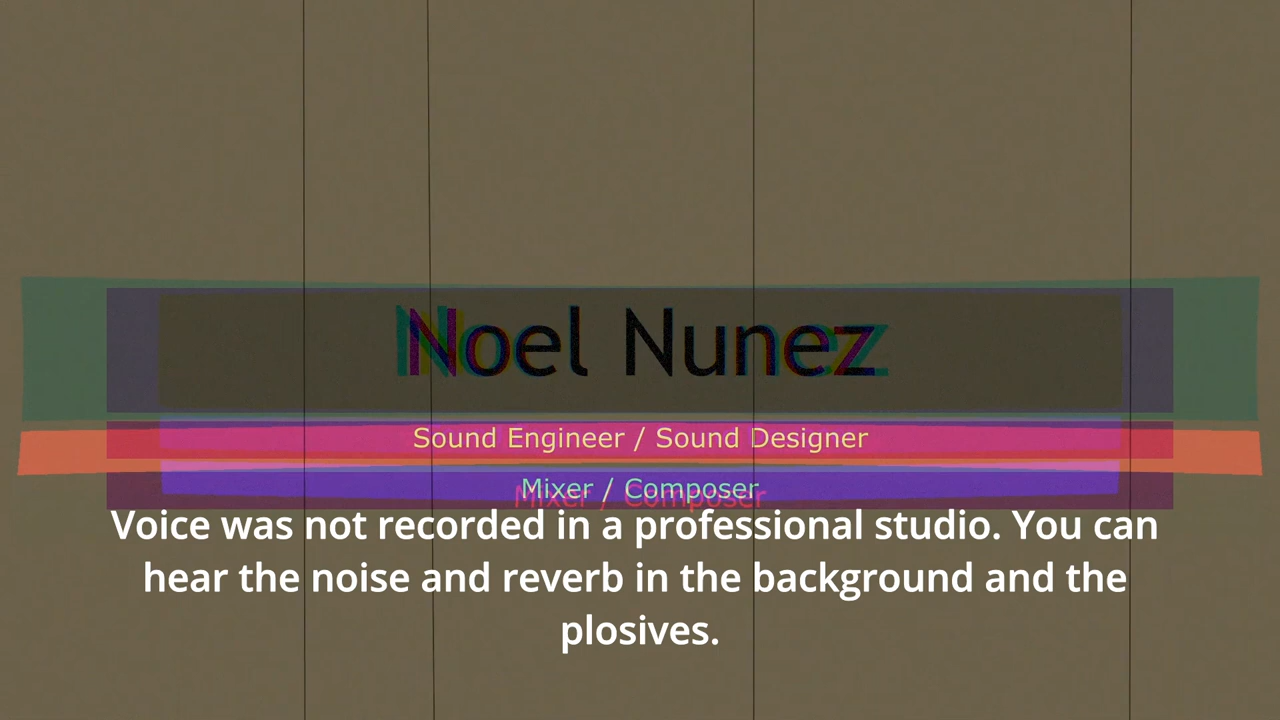 Noel Nunez
Sound Engineer / Sound Designer
Mixer / Composer
Voice was not recorded in a professional studio. You can
hear the noise and reverb in the background and the
plosives.